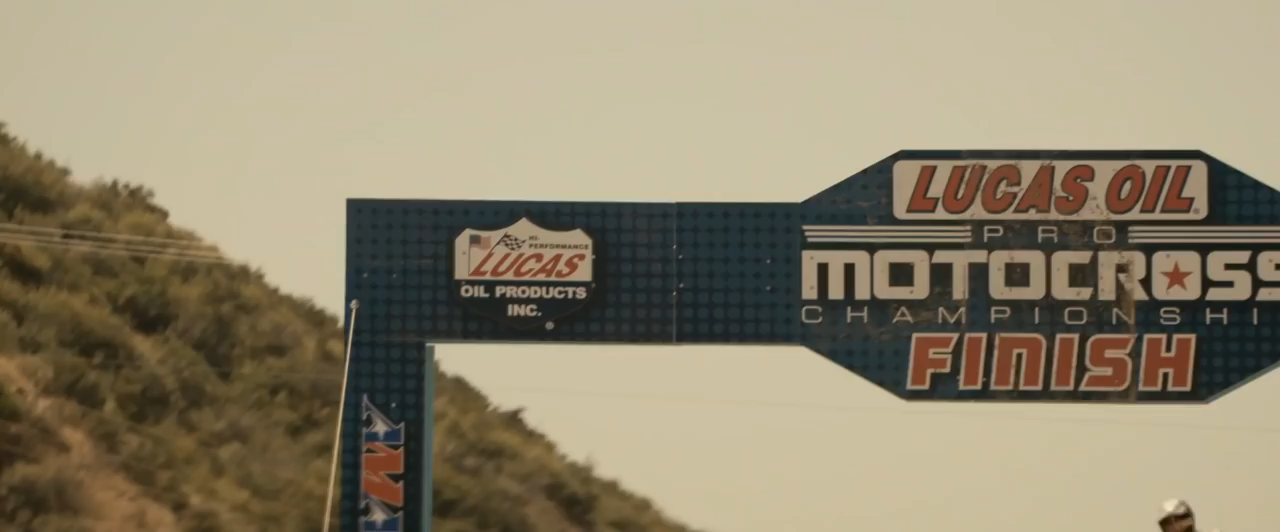 HI-
PERFORMANCE
LUCAS
OIL PRODUCTS
INC.
LUCAS OIL
PRO
MOTOCROSS
CHAMPIONSHI
FINISH
M